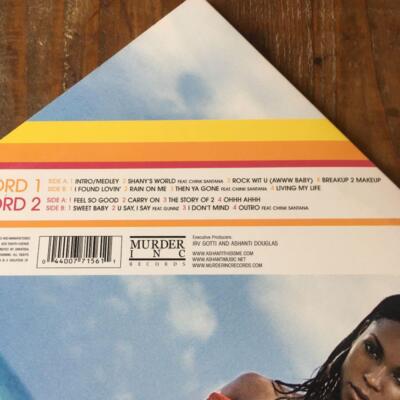 ORD 1 SIDE A: 1 INTRO/MEDLEY 2 SHANY'S WORLD FEAT. CHINK SANTANA 3 ROCK WIT U (AWWW BABY) 4 BREAKUP 2 MAKEUP
SIDE B: 1 I FOUND LOVIN' 2 RAIN ON ME 3 THEN YA GONE FEAT. CHINK SANTANA 4 LIVING MY LIFE
ORD 2 SIDE A: 1 FEEL SO GOOD 2 CARRY ON 3 THE STORY OF 2 4 OHHH AHHH
SIDE B: 1 SWEET BABY 2 U SAY, I SAY FEAT. GUNNZ 3 I DON'T MIND 4 OUTRO FEAT. CHINK SANTANA
0 44007 71561 1
MURDER
INC
RECORDS
Executive Producers:
IRV GOTTI AND ASHANTI DOUGLAS
WWW.ASHANTITHISISME.COM
WWW.ASHANTIMUSIC.NET
WWW.MURDERINCRECORDS.COM